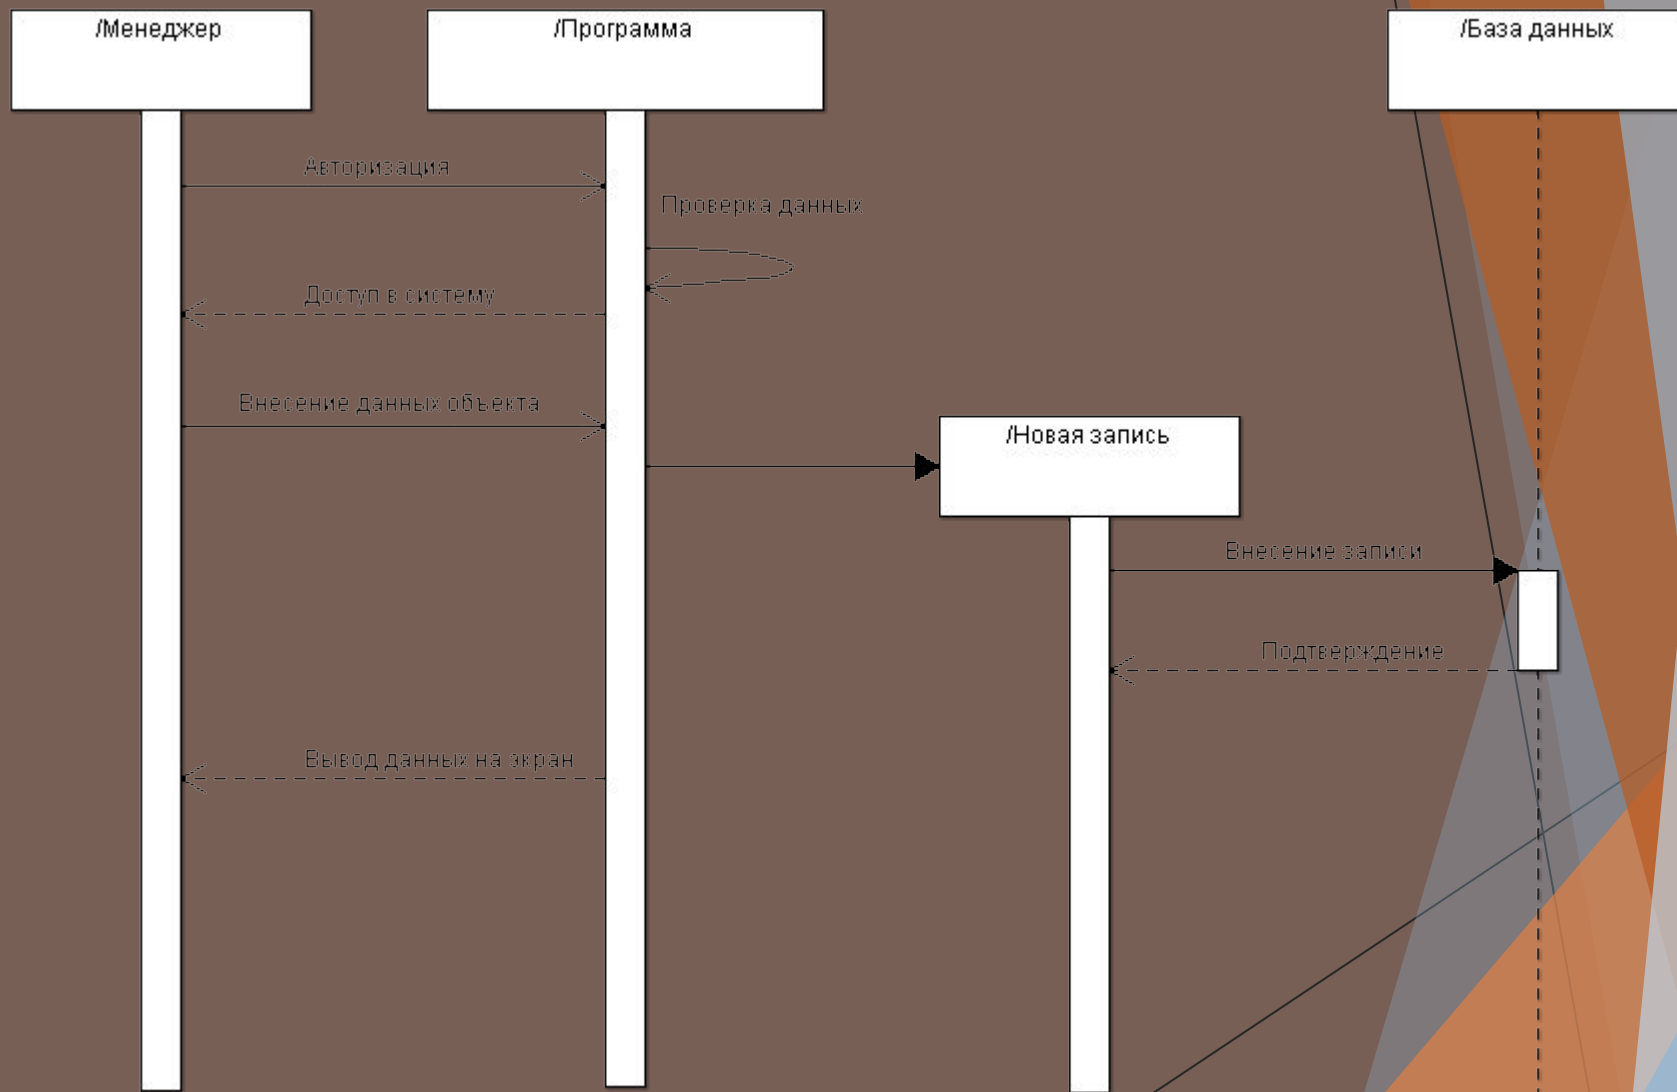 /Менеджер
/Программа
/База данных
Авторизация
Проверка данных
Доступ в систему
Внесение данных объекта
/Новая запись
Внесение записи
Подтверждение
Вывод данных на экран